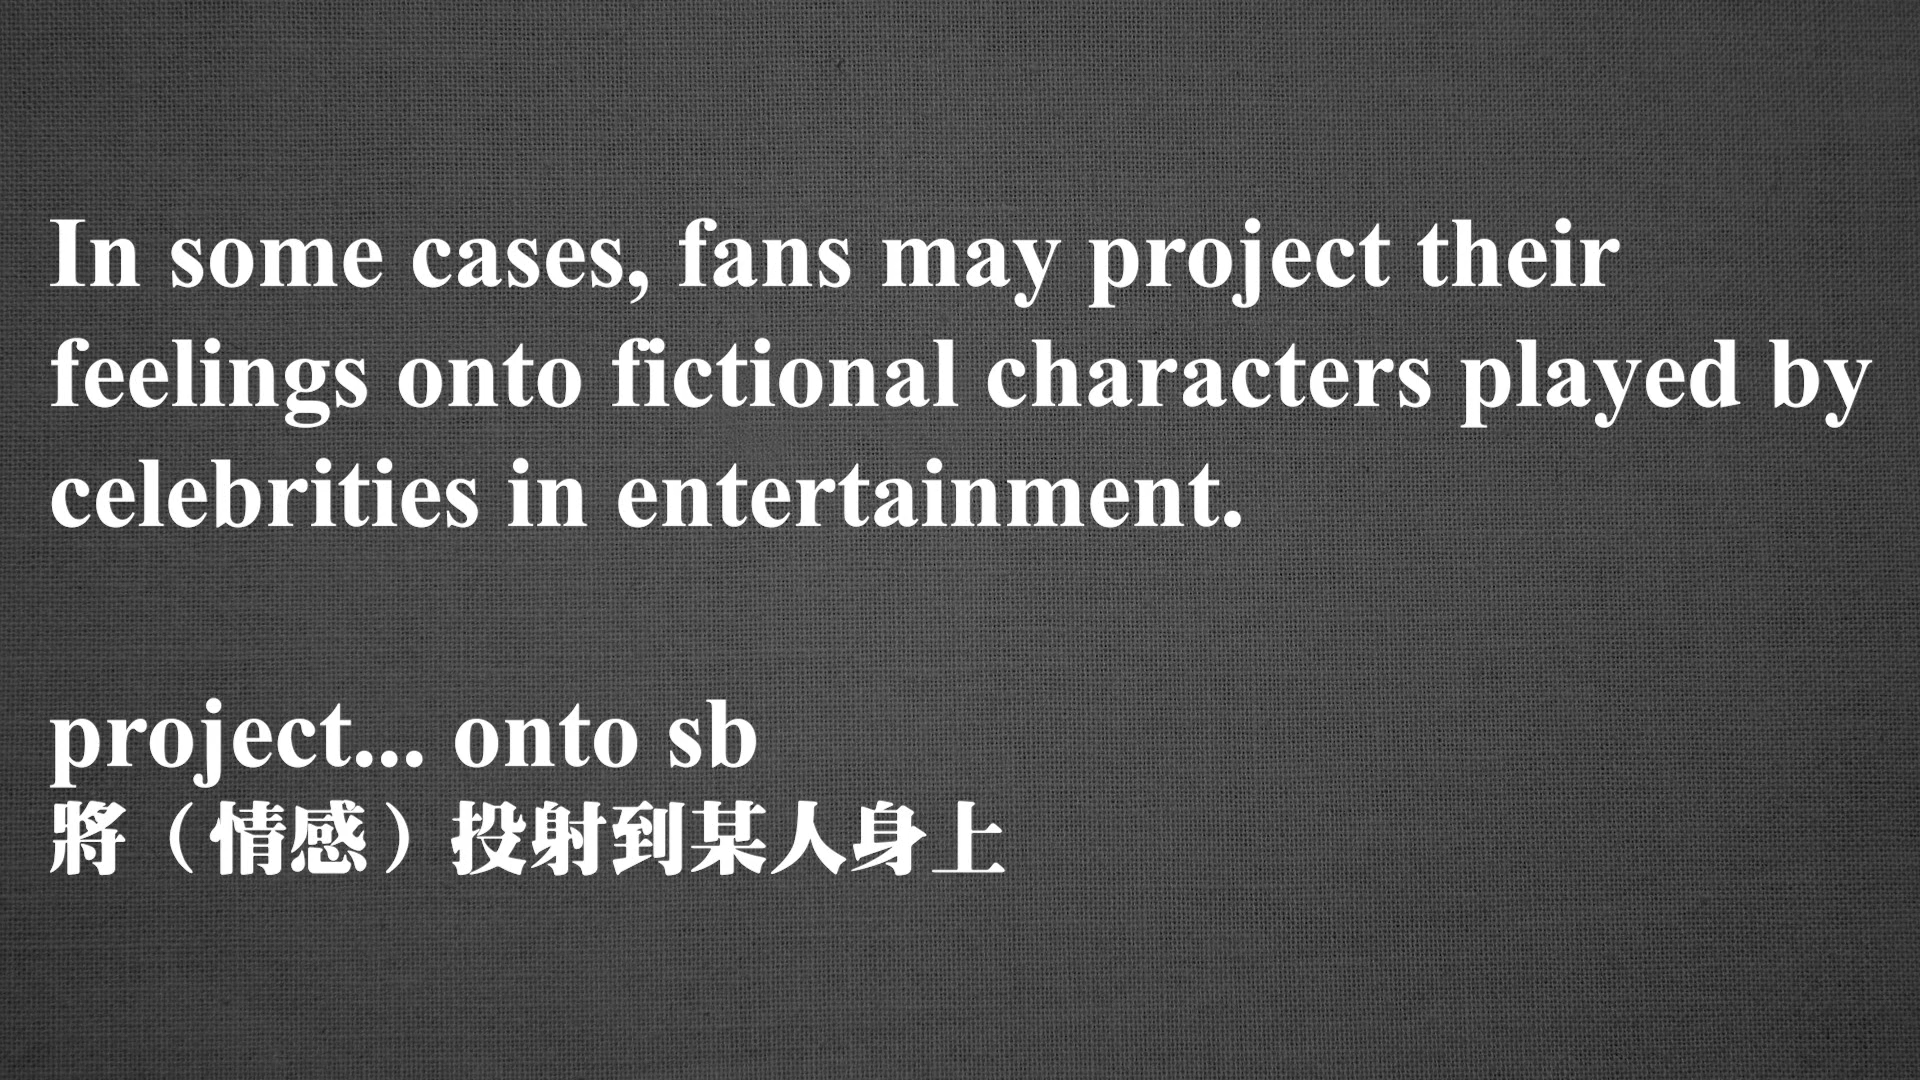 In some cases, fans may project their
feelings onto fictional characters played by
celebrities in entertainment.
project... onto sb
將（情感）投射到某人身上